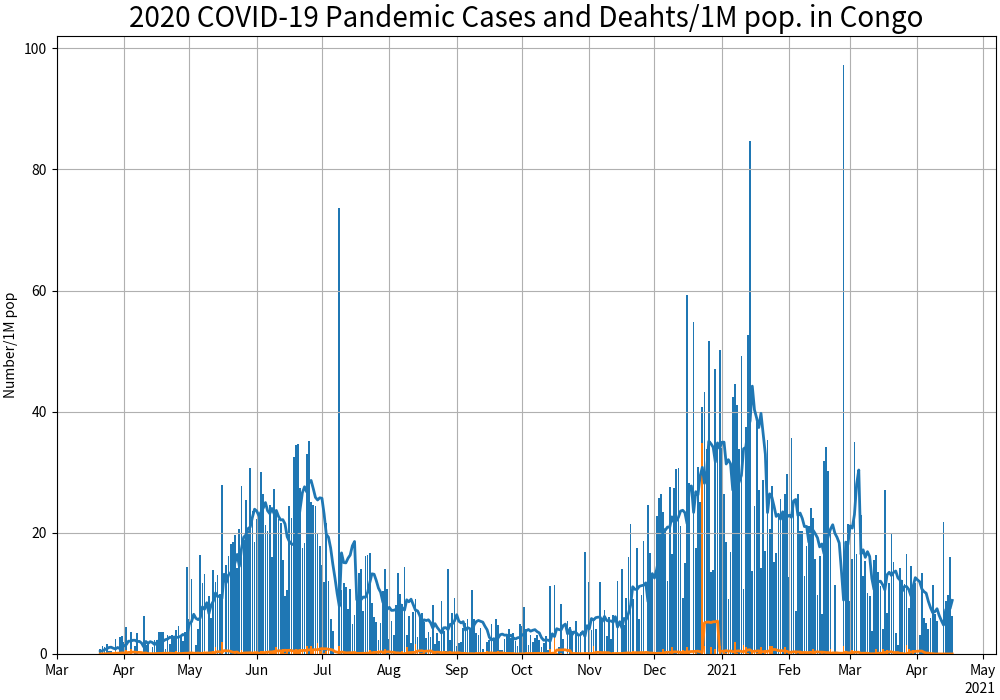 2020 COVID-19 Pandemic Cases and Deahts/1M pop. in Congo
Number/1M pop
100
80
60
40
20
0
Mar Apr May Jun Jul Aug Sep Oct Nov Dec 2021 Feb Mar Apr May
2021